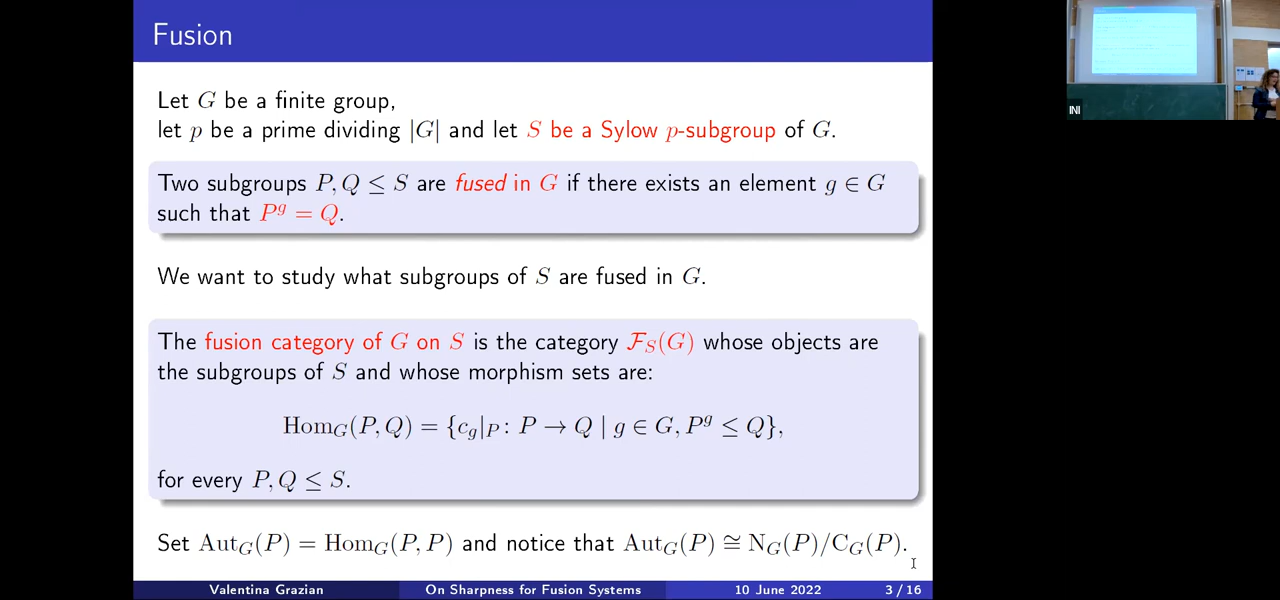 Fusion
Let G be a finite group,
let p be a prime dividing |G| and let S be a Sylow p-subgroup of G.
Two subgroups P, Q ≤ S are fused in G if there exists an element g ∈ G
such that P^g = Q.
We want to study what subgroups of S are fused in G.
The fusion category of G on S is the category ℱ_S(G) whose objects are
the subgroups of S and whose morphism sets are:
Hom_G(P, Q) = {c_g|_P : P → Q | g ∈ G, P^g ≤ Q},
for every P, Q ≤ S.
Set Aut_G(P) = Hom_G(P, P) and notice that Aut_G(P) ≅ N_G(P)/C_G(P).
Valentina Grazian On Sharpness for Fusion Systems 10 June 2022 3 / 16
INI